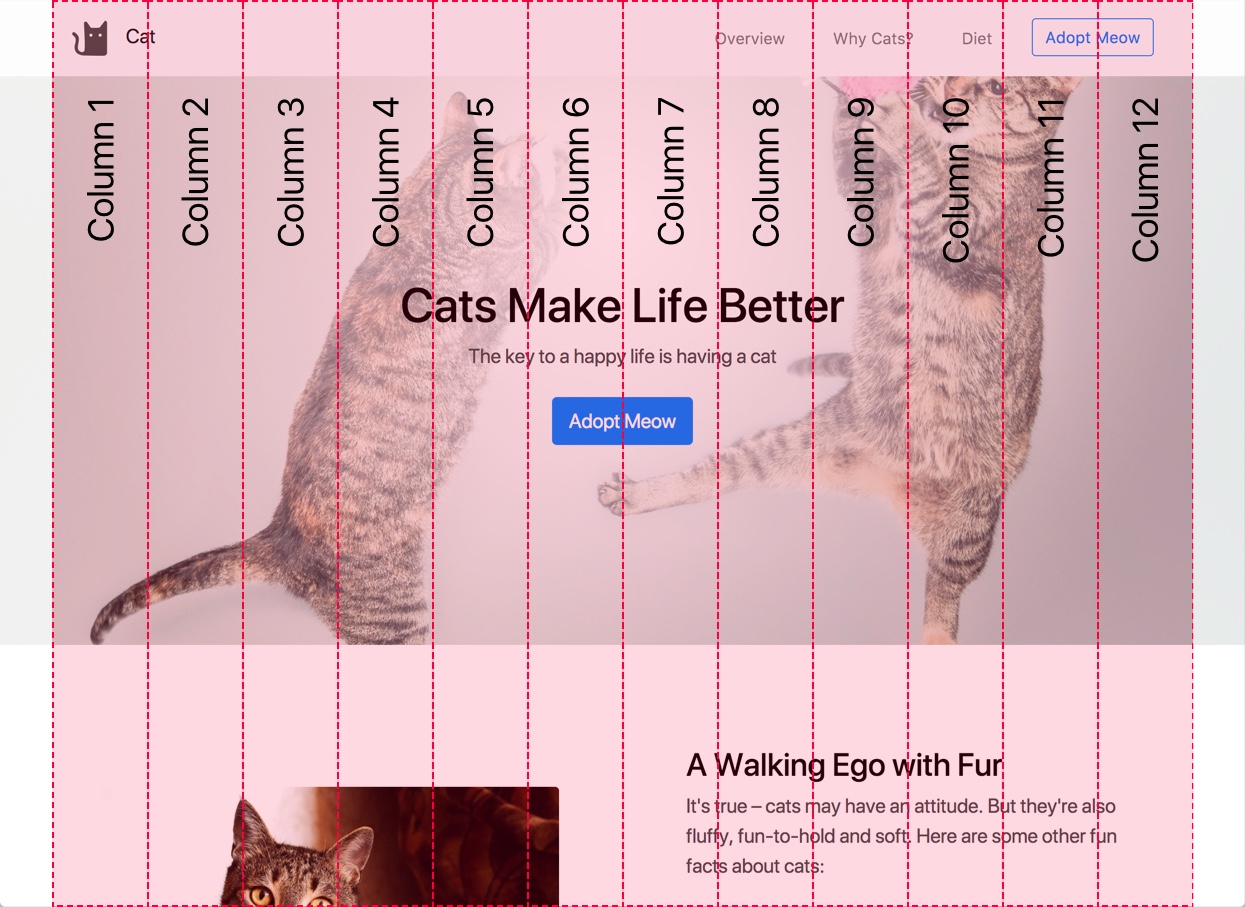 Cat
Overview
Why Cats?
Diet
Adopt Meow
Column 1
Column 2
Column 3
Column 4
Column 5
Column 6
Column 7
Column 8
Column 9
Column 10
Column 11
Column 12
Cats Make Life Better
The key to a happy life is having a cat
Adopt Meow
A Walking Ego with Fur
It's true – cats may have an attitude. But they're also
fluffy, fun-to-hold and soft. Here are some other fun
facts about cats: